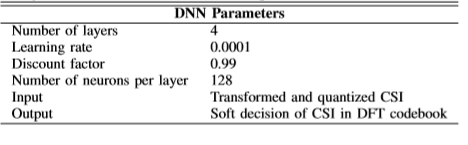 DNN Parameters
Number of layers 4
Learning rate 0.0001
Discount factor 0.99
Number of neurons per layer 128
Input Transformed and quantized CSI
Output Soft decision of CSI in DFT codebook